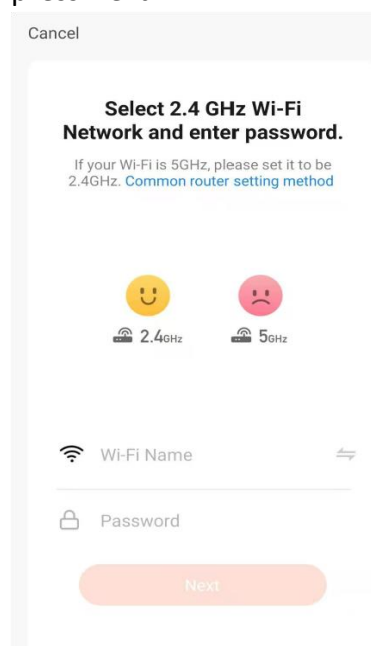 Cancel
Select 2.4 GHz Wi-Fi
Network and enter password.
If your Wi-Fi is 5GHz, please set it to be
2.4GHz. Common router setting method
2.4GHz 5GHz
Wi-Fi Name
Password
Next